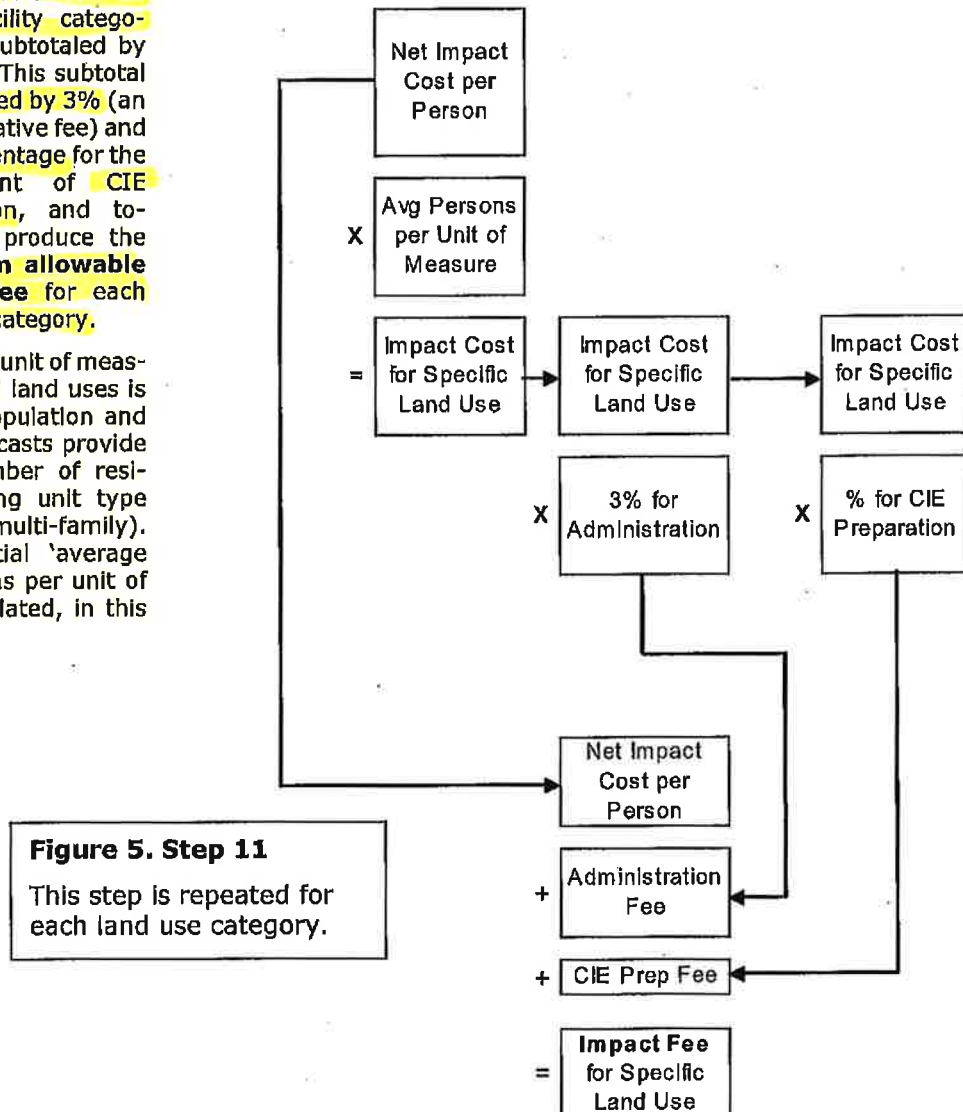 ility catego-
ubtotaled by
This subtotal
ed by 3% (an
ative fee) and
entage for the
nt of CIE
on, and to-
produce the
m allowable
ee for each
category.
unit of meas-
land uses is
opulation and
casts provide
mber of resi-
ng unit type
multi-family).
tial 'average
s per unit of
lated, in this
Net Impact
Cost per
Person
X
Avg Persons
per Unit of
Measure
=
Impact Cost
for Specific
Land Use
Impact Cost
for Specific
Land Use
Impact Cost
for Specific
Land Use
X
3% for
Administration
X
% for CIE
Preparation
Net Impact
Cost per
Person
+
Administration
Fee
+
CIE Prep Fee
=
Impact Fee
for Specific
Land Use
Figure 5. Step 11
This step is repeated for
each land use category.